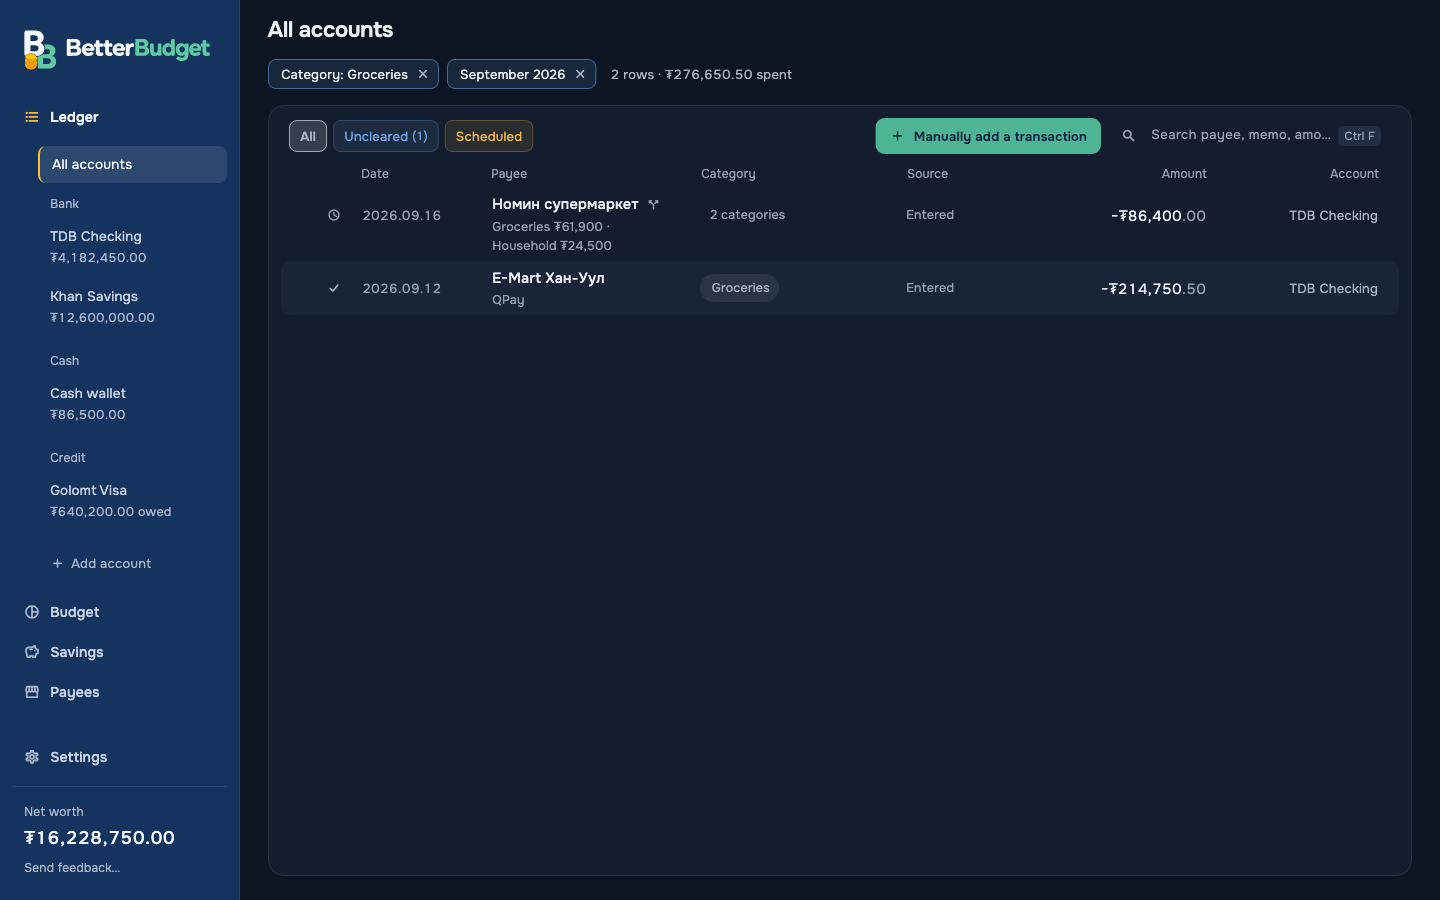 BetterBudget
Ledger
All accounts
Bank
TDB Checking
₮4,182,450.00
Khan Savings
₮12,600,000.00
Cash
Cash wallet
₮86,500.00
Credit
Golomt Visa
₮640,200.00 owed
+ Add account
Budget
Savings
Payees
Settings
Net worth
₮16,228,750.00
Send feedback...
All accounts
Category: Groceries ✕ September 2026 ✕ 2 rows · ₮276,650.50 spent
All Uncleared (1) Scheduled + Manually add a transaction Search payee, memo, amo... Ctrl F
Date Payee Category Source Amount Account
2026.09.16 Номин супермаркет 2 categories Entered -₮86,400.00 TDB Checking
Groceries ₮61,900 ·
Household ₮24,500
2026.09.12 E-Mart Хан-Уул Groceries Entered -₮214,750.50 TDB Checking
QPay